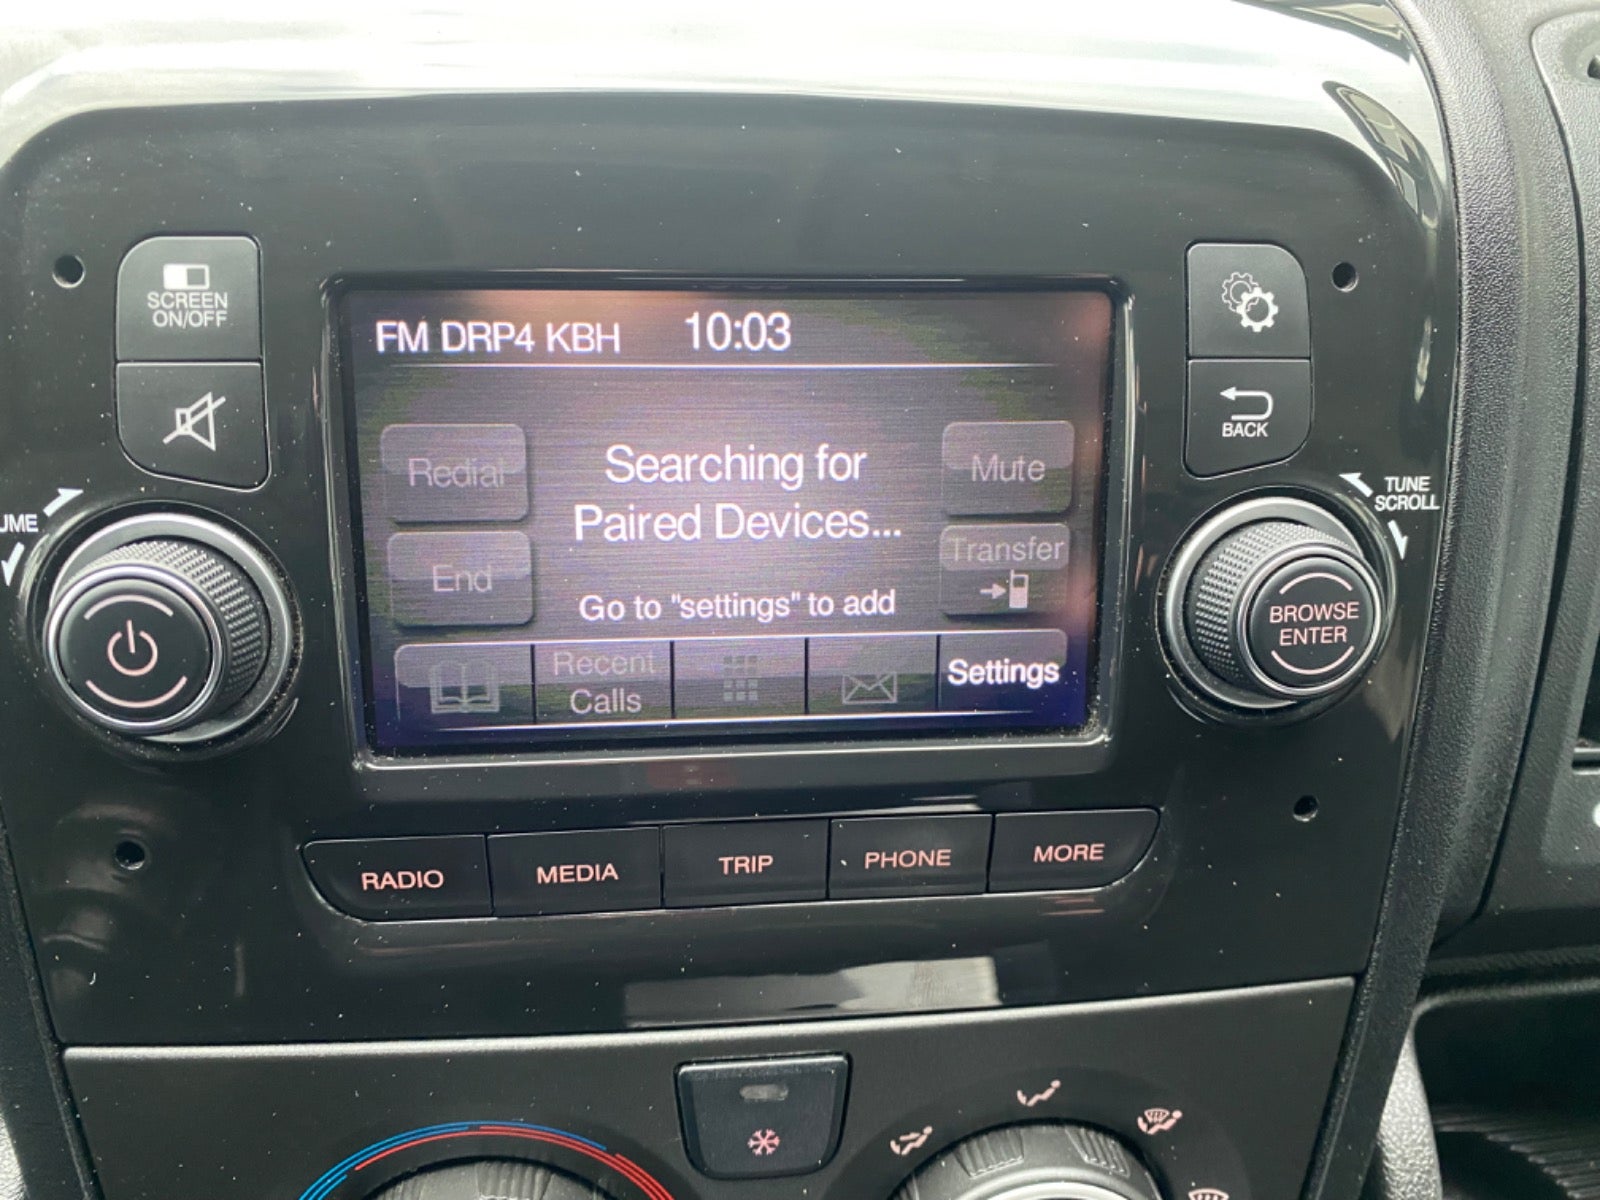 SCREEN
ON/OFF
FM DRP4 KBH 10:03
Redial
Searching for
Paired Devices...
Mute
BACK
TUNE
SCROLL
End
Transfer
Go to "settings" to add
BROWSE
ENTER
Recent
Calls
Settings
RADIO
MEDIA
TRIP
PHONE
MORE